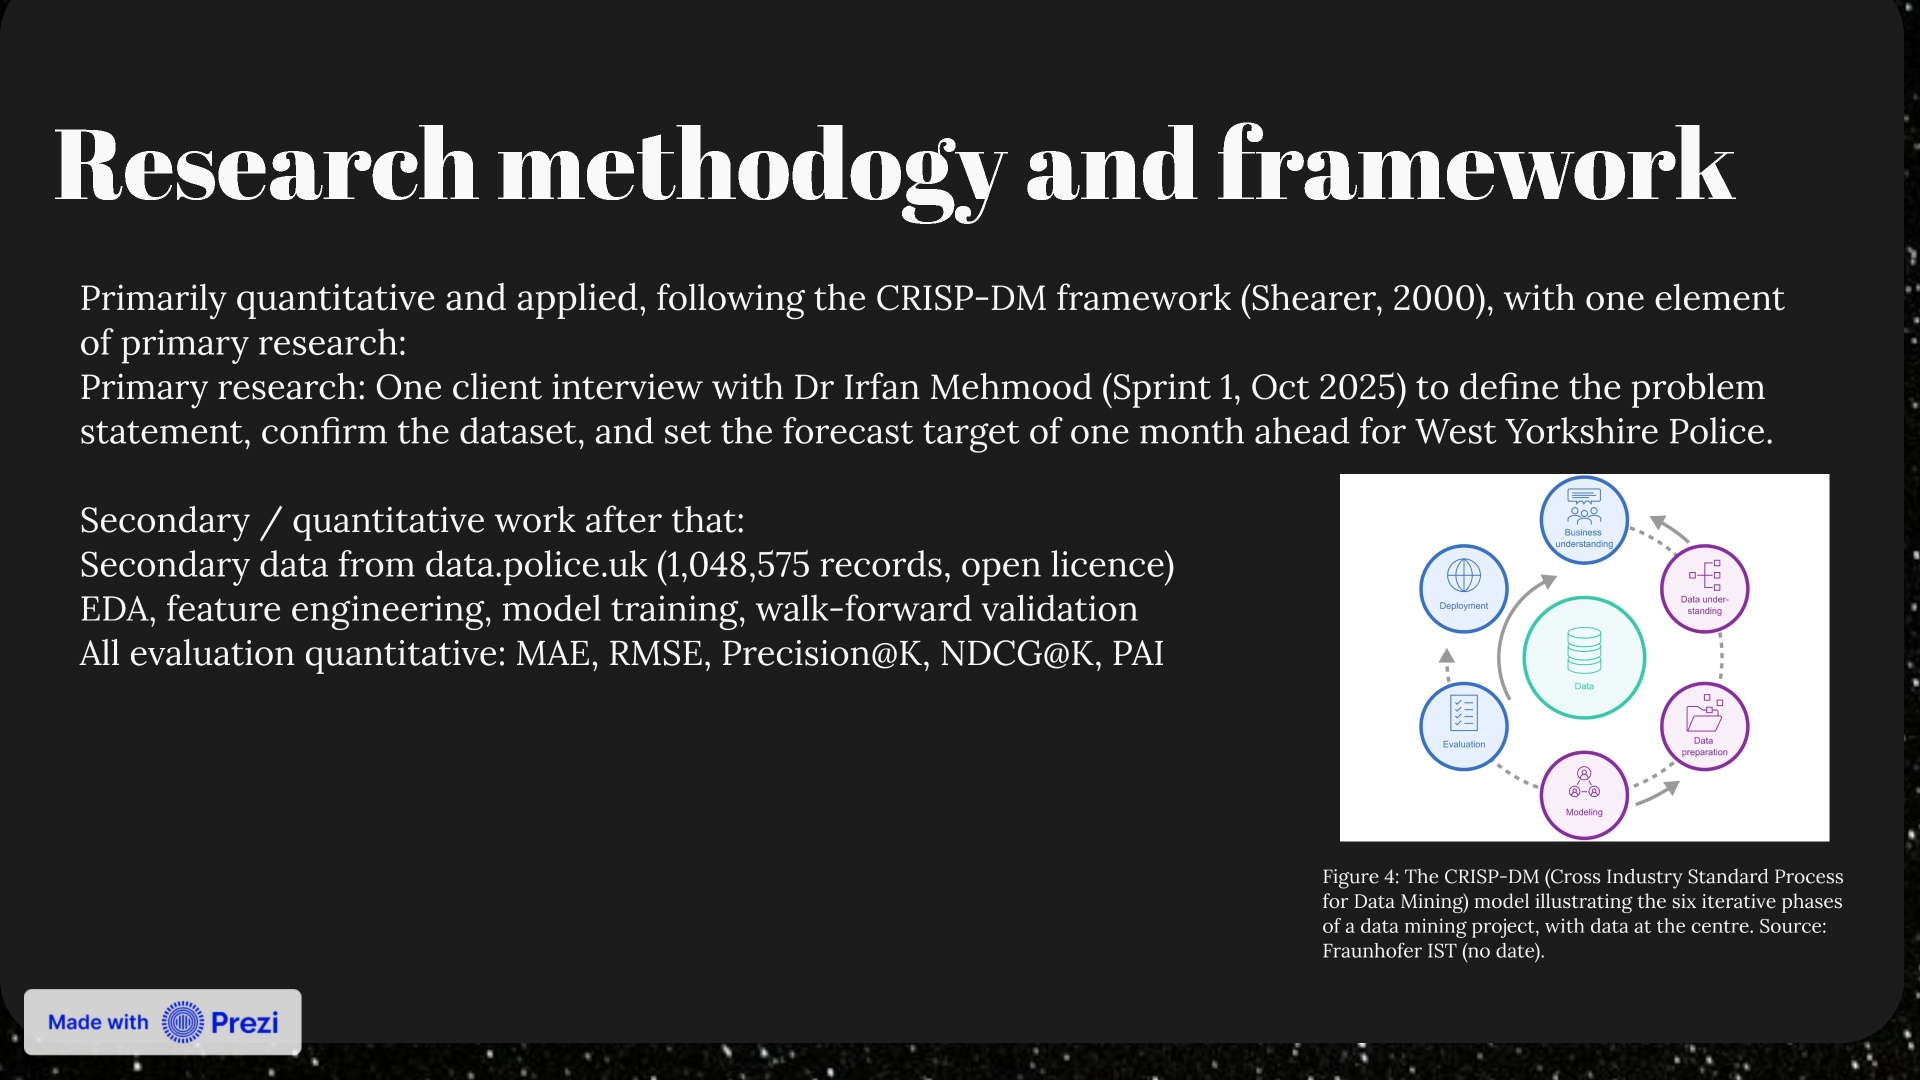 Research methodogy and framework
Primarily quantitative and applied, following the CRISP-DM framework (Shearer, 2000), with one element
of primary research:
Primary research: One client interview with Dr Irfan Mehmood (Sprint 1, Oct 2025) to define the problem
statement, confirm the dataset, and set the forecast target of one month ahead for West Yorkshire Police.
Secondary / quantitative work after that:
Secondary data from data.police.uk (1,048,575 records, open licence)
EDA, feature engineering, model training, walk-forward validation
All evaluation quantitative: MAE, RMSE, Precision@K, NDCG@K, PAI
Business
understanding
Data under-
standing
Deployment
Data
Data
preparation
Evaluation
Modeling
Figure 4: The CRISP-DM (Cross Industry Standard Process
for Data Mining) model illustrating the six iterative phases
of a data mining project, with data at the centre. Source:
Fraunhofer IST (no date).
Made with Prezi